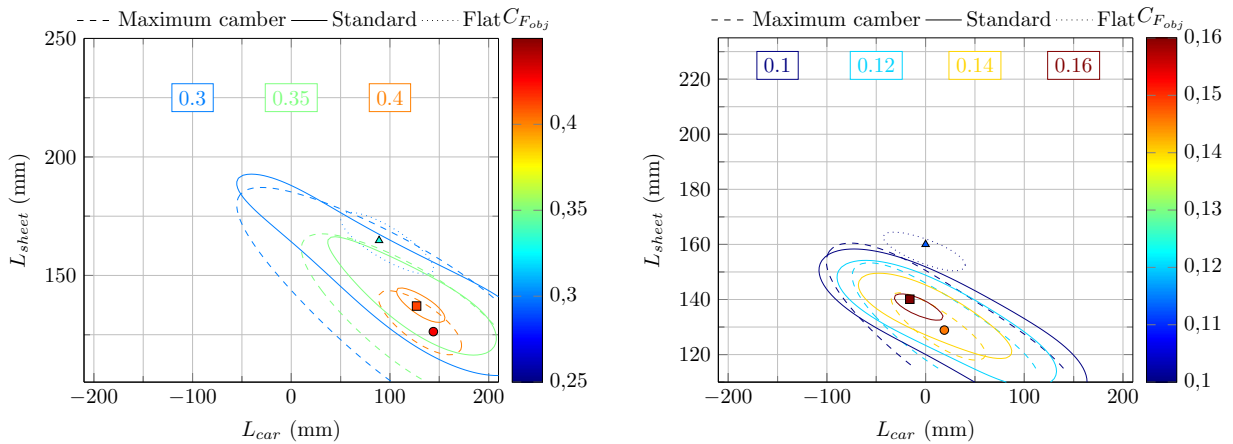 Maximum camber Standard Flat C_{F_{obj}}
250
200
150
0.3 0.35 0.4
0,4
0,35
0,3
0,25
−200 −100 0 100 200
L_{car} (mm)
L_{sheet} (mm)
Maximum camber Standard Flat C_{F_{obj}}
220
200
180
160
140
120
0.1 0.12 0.14 0.16
0,16
0,15
0,14
0,13
0,12
0,11
0,11
0,1
−200 −100 0 100 200
L_{car} (mm)
L_{sheet} (mm)